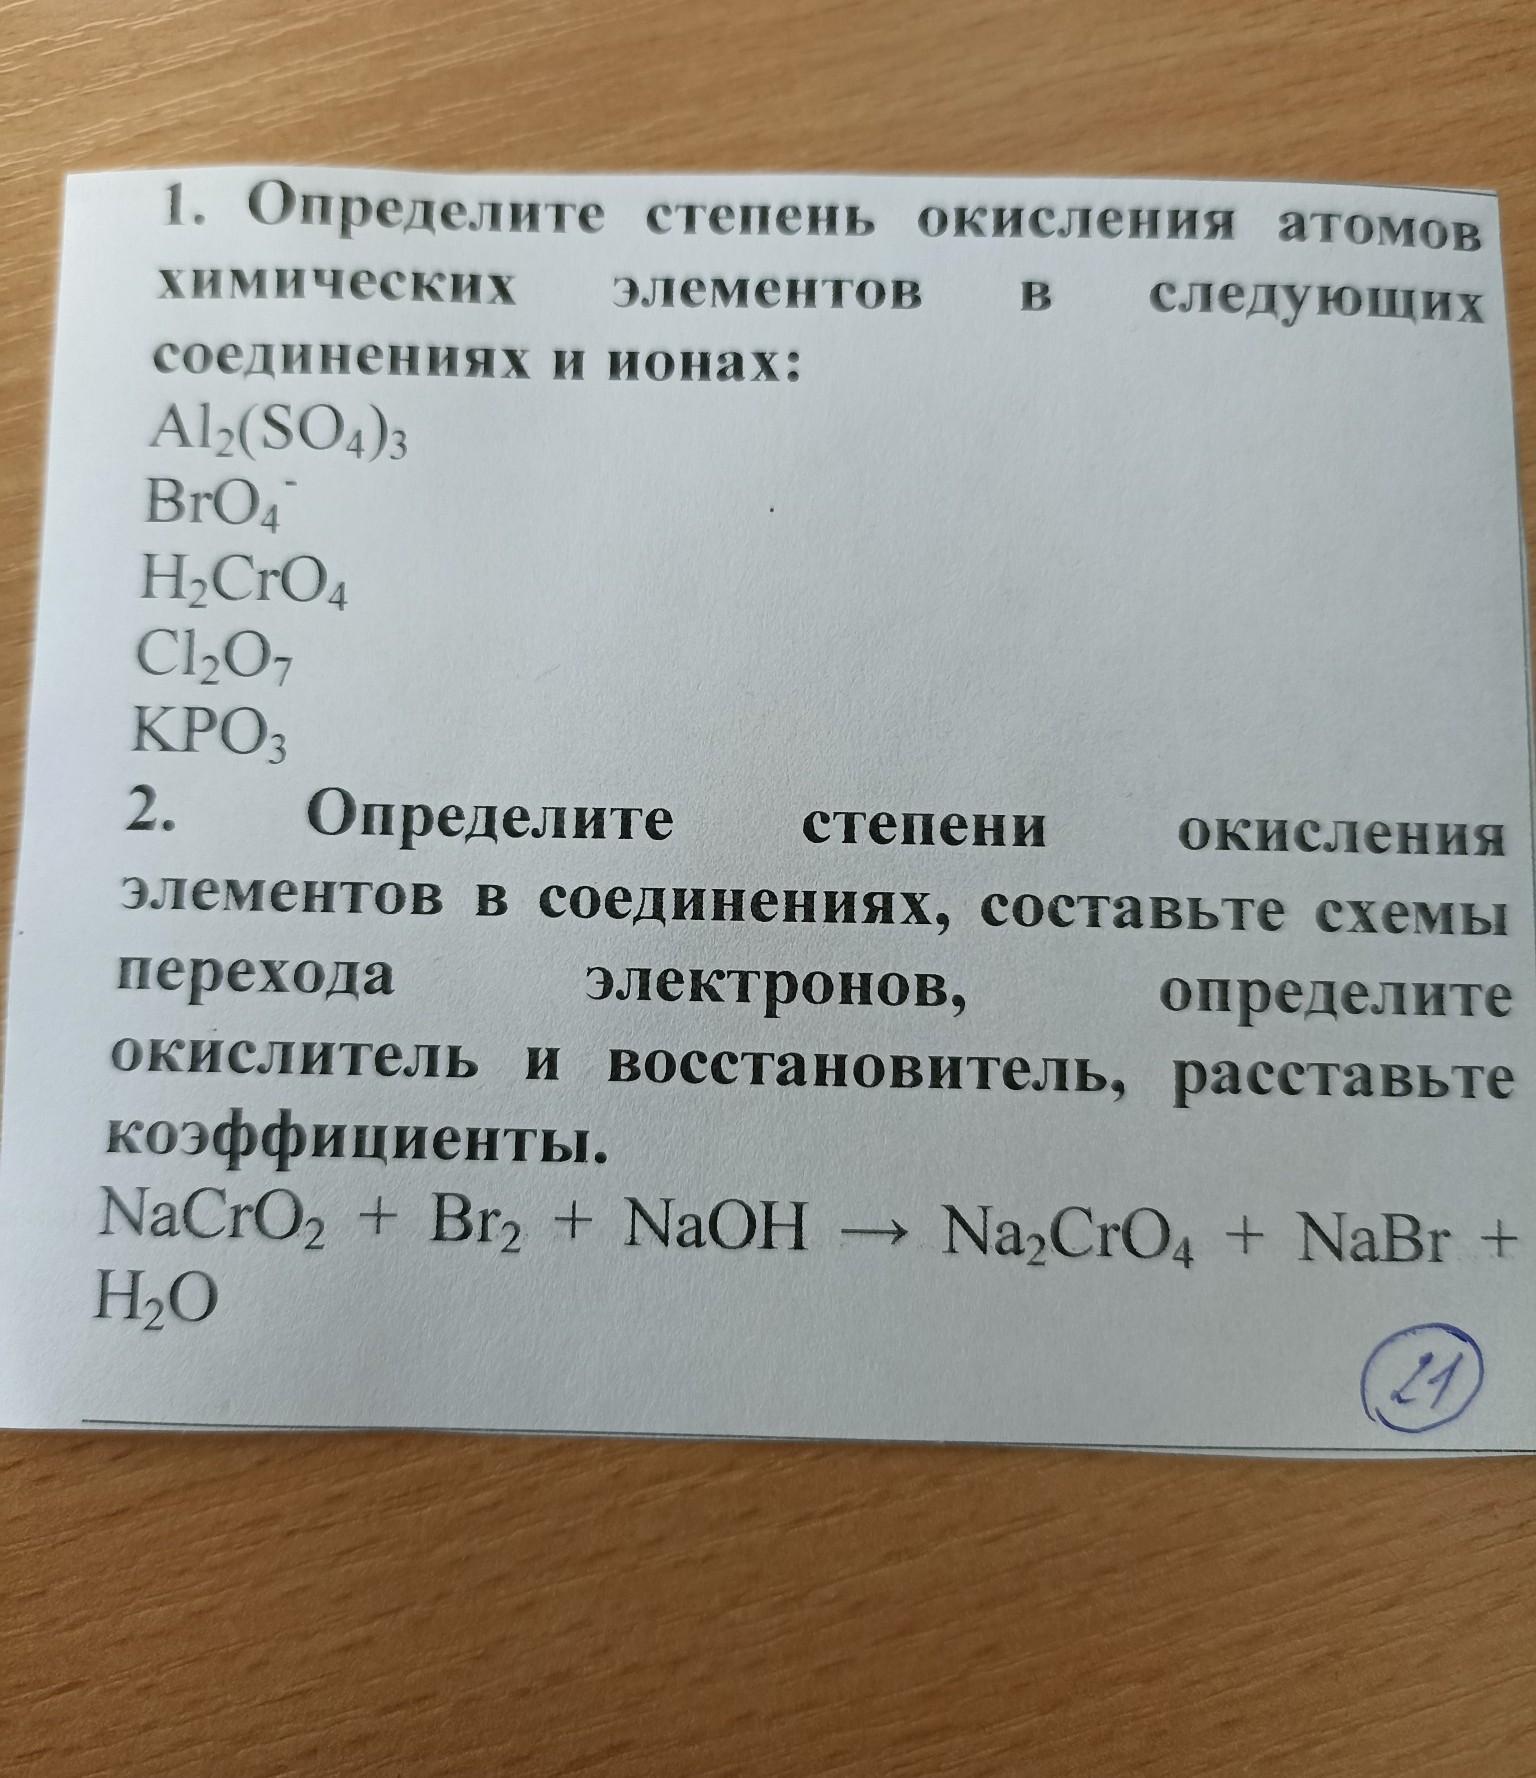 1. Определите степень окисления атомов
химических элементов в следующих
соединениях и ионах:
Al₂(SO₄)₃
BrO₄⁻
H₂CrO₄
Cl₂O₇
KPO₃
2. Определите степени окисления
элементов в соединениях, составьте схемы
перехода электронов, определите
окислитель и восстановитель, расставьте
коэффициенты.
NaCrO₂ + Br₂ + NaOH → Na₂CrO₄ + NaBr +
H₂O
21